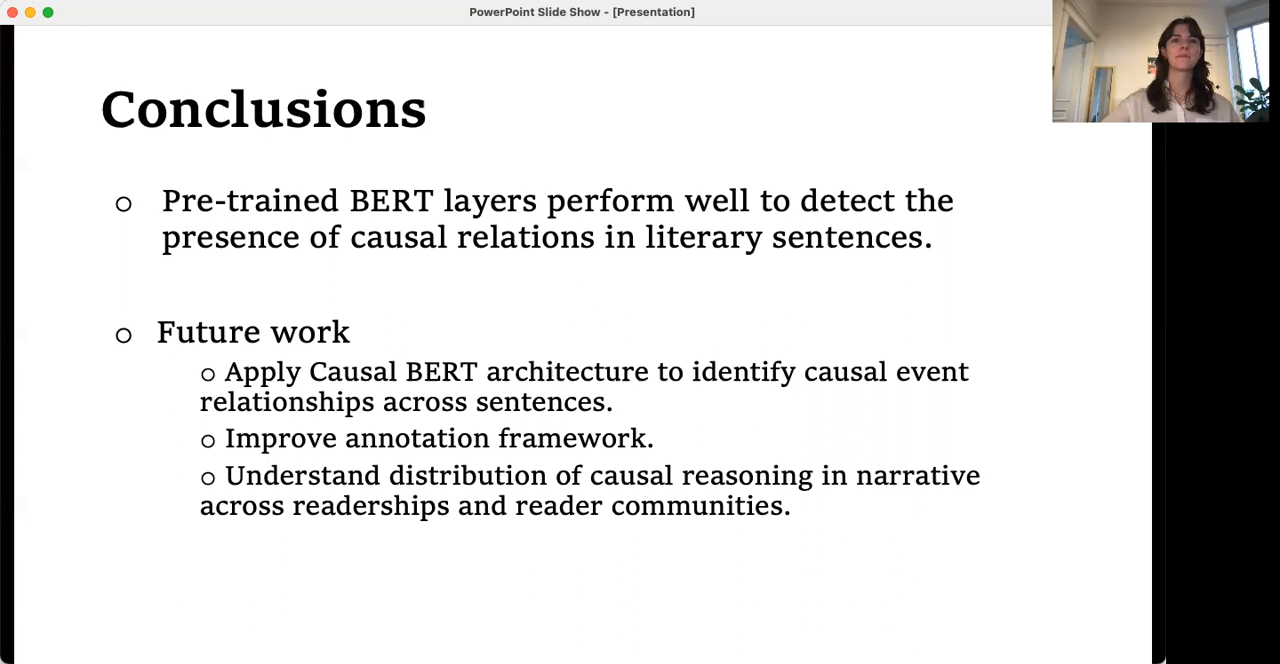 PowerPoint Slide Show - [Presentation]
Conclusions
Pre-trained BERT layers perform well to detect the
presence of causal relations in literary sentences.
Future work
Apply Causal BERT architecture to identify causal event
relationships across sentences.
Improve annotation framework.
Understand distribution of causal reasoning in narrative
across readerships and reader communities.